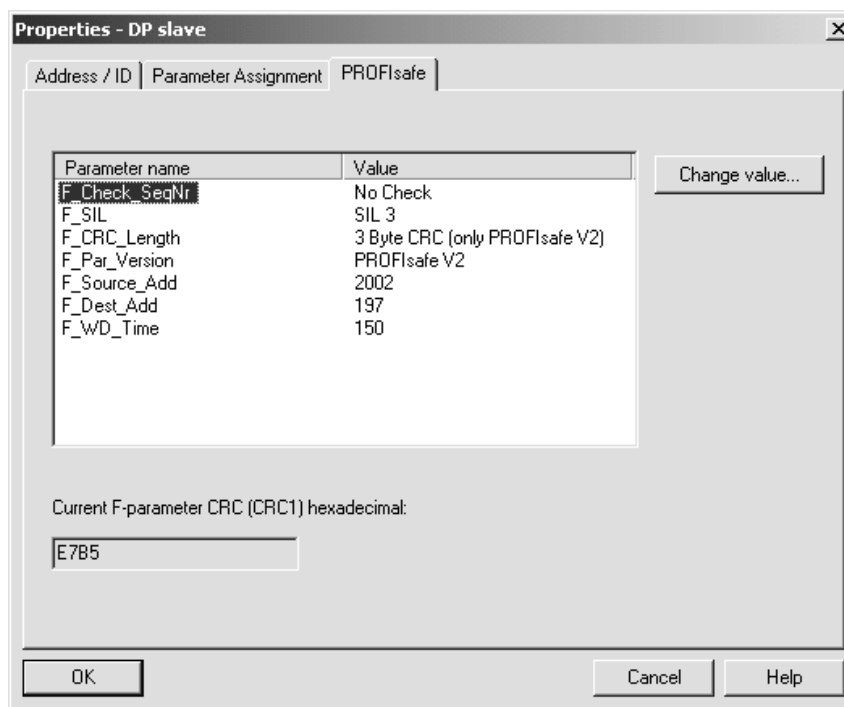 Properties - DP slave
Address / ID Parameter Assignment PROFIsafe
Parameter name Value
F_Check_SeqNr No Check
F_SIL SIL 3
F_CRC_Length 3 Byte CRC (only PROFIsafe V2)
F_Par_Version PROFIsafe V2
F_Source_Add 2002
F_Dest_Add 197
F_WD_Time 150
Change value...
Current F-parameter CRC (CRC1) hexadecimal:
E7B5
OK Cancel Help